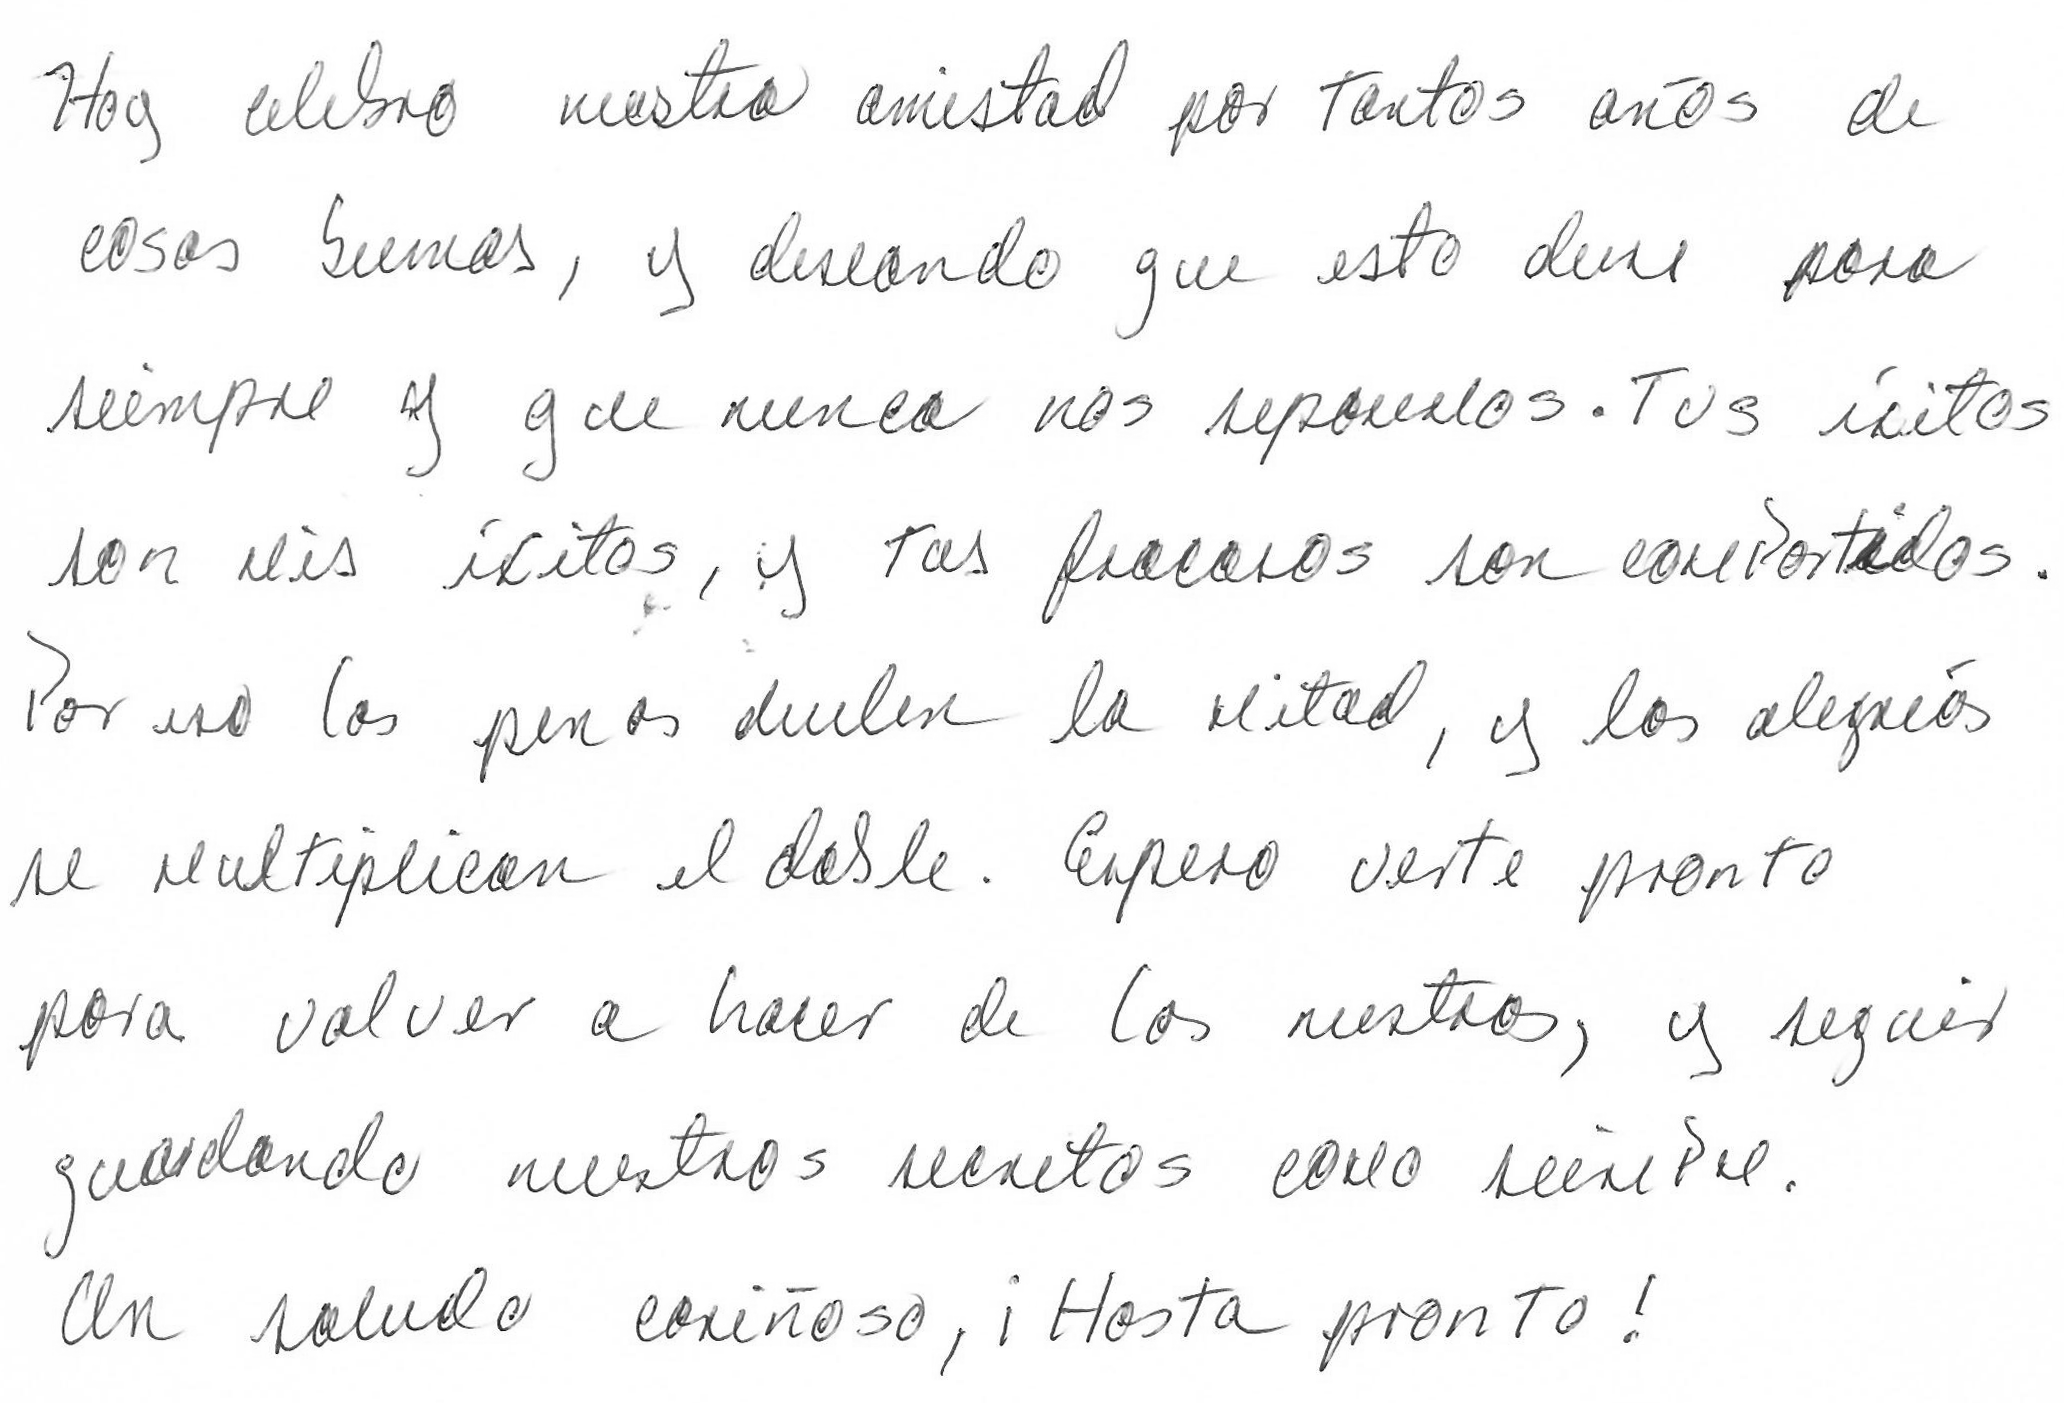 Hoy celebro nuestra amistad por tantos años de
cosas buenas, y deseando que esto dure para
siempre y que nunca nos separemos. Tus éxitos
son mis éxitos, y tus fracasos son compartidos.
Por eso las penas duelen la mitad, y las alegrías
se multiplican el doble. Espero verte pronto
para volver a hacer de las nuestras, y seguir
guardando nuestros secretos como siempre.
Un saludo cariñoso, ¡Hasta pronto!